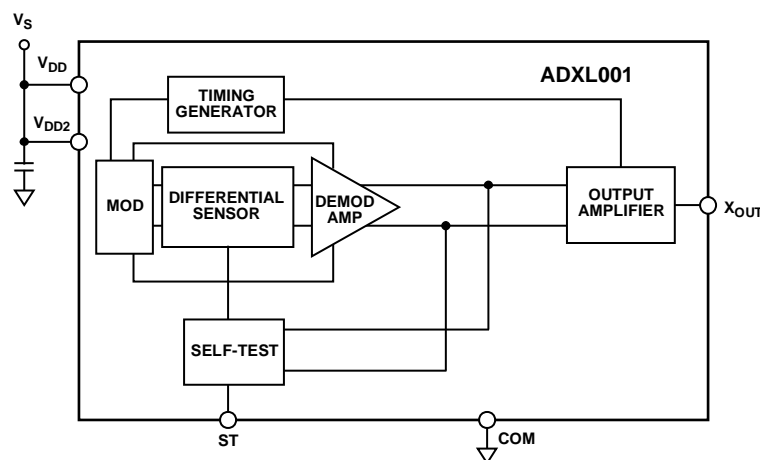 VS
VDD
ADXL001
TIMING
GENERATOR
VDD2
MOD
DIFFERENTIAL
SENSOR
DEMOD
AMP
OUTPUT
AMPLIFIER
XOUT
SELF-TEST
ST
COM